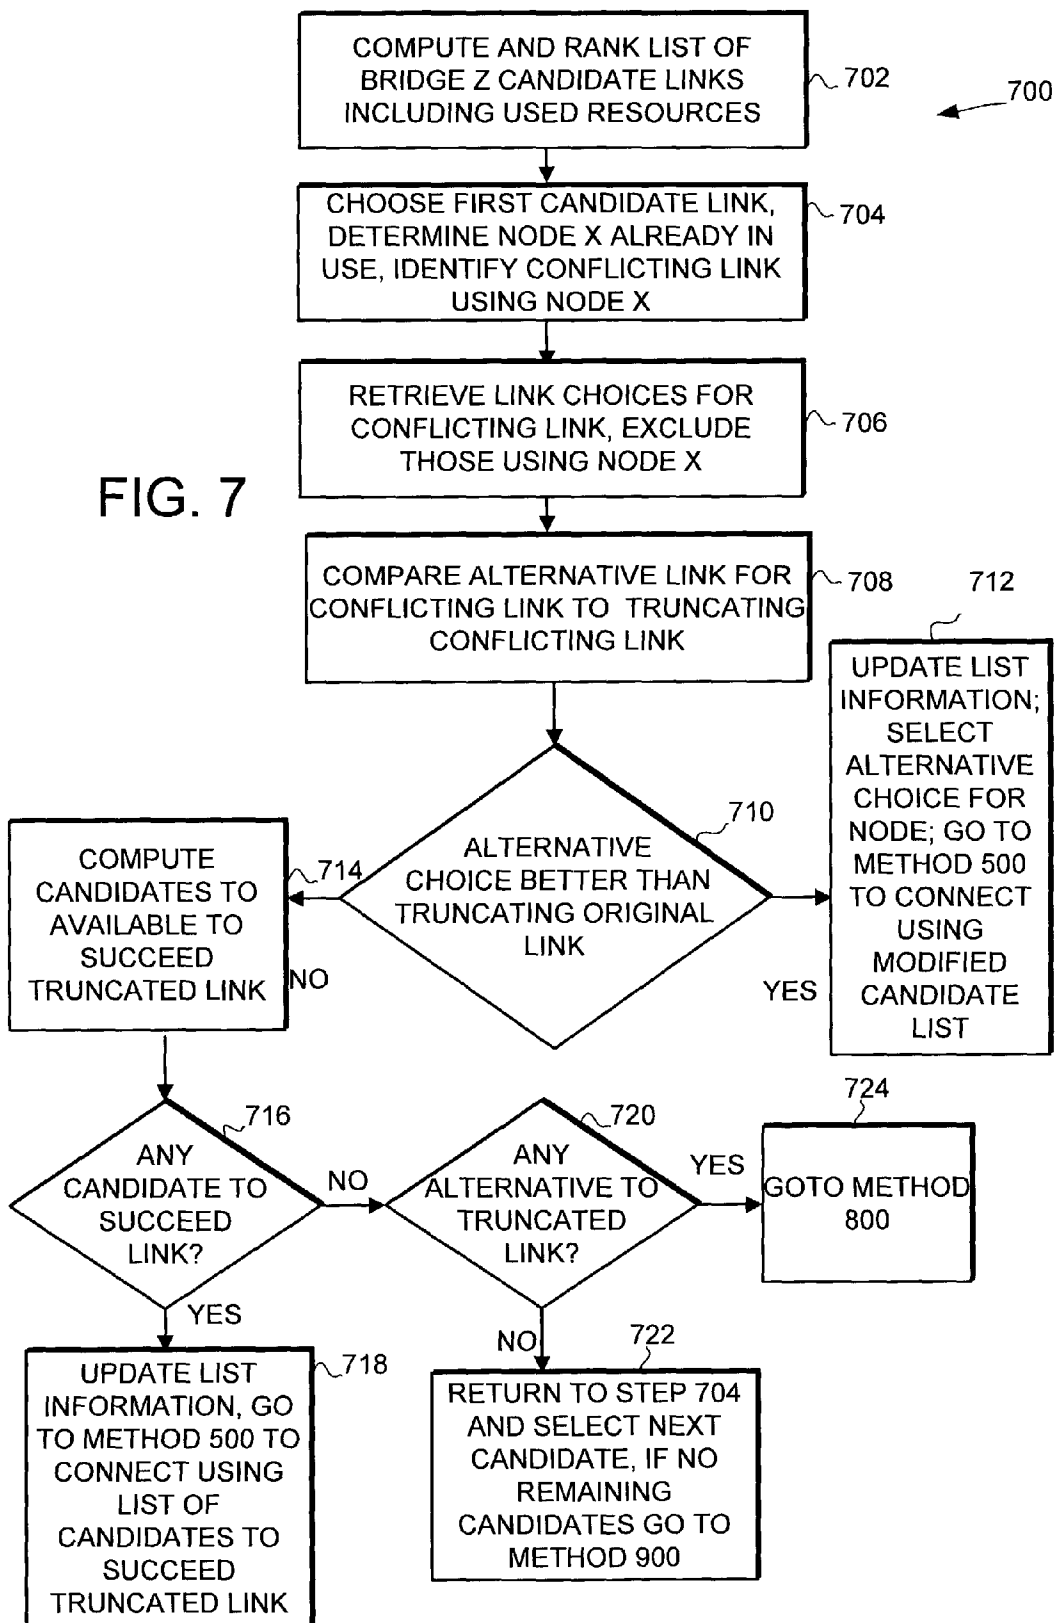 COMPUTE AND RANK LIST OF
BRIDGE Z CANDIDATE LINKS
INCLUDING USED RESOURCES
702
700
CHOOSE FIRST CANDIDATE LINK,
DETERMINE NODE X ALREADY IN
USE, IDENTIFY CONFLICTING LINK
USING NODE X
704
RETRIEVE LINK CHOICES FOR
CONFLICTING LINK, EXCLUDE
THOSE USING NODE X
706
FIG. 7
COMPARE ALTERNATIVE LINK FOR
CONFLICTING LINK TO TRUNCATING
CONFLICTING LINK
708
712
UPDATE LIST
INFORMATION;
SELECT
ALTERNATIVE
CHOICE FOR
NODE; GO TO
METHOD 500
TO CONNECT
USING
MODIFIED
CANDIDATE
LIST
710
ALTERNATIVE
CHOICE BETTER THAN
TRUNCATING ORIGINAL
LINK
YES
NO
714
COMPUTE
CANDIDATES TO
AVAILABLE TO
SUCCEED
TRUNCATED LINK
716
ANY
CANDIDATE TO
SUCCEED
LINK?
NO
YES
720
ANY
ALTERNATIVE TO
TRUNCATED
LINK?
YES
NO
724
GOTO METHOD
800
718
UPDATE LIST
INFORMATION, GO
TO METHOD 500 TO
CONNECT USING
LIST OF
CANDIDATES TO
SUCCEED
TRUNCATED LINK
722
RETURN TO STEP 704
AND SELECT NEXT
CANDIDATE, IF NO
REMAINING
CANDIDATES GO TO
METHOD 900